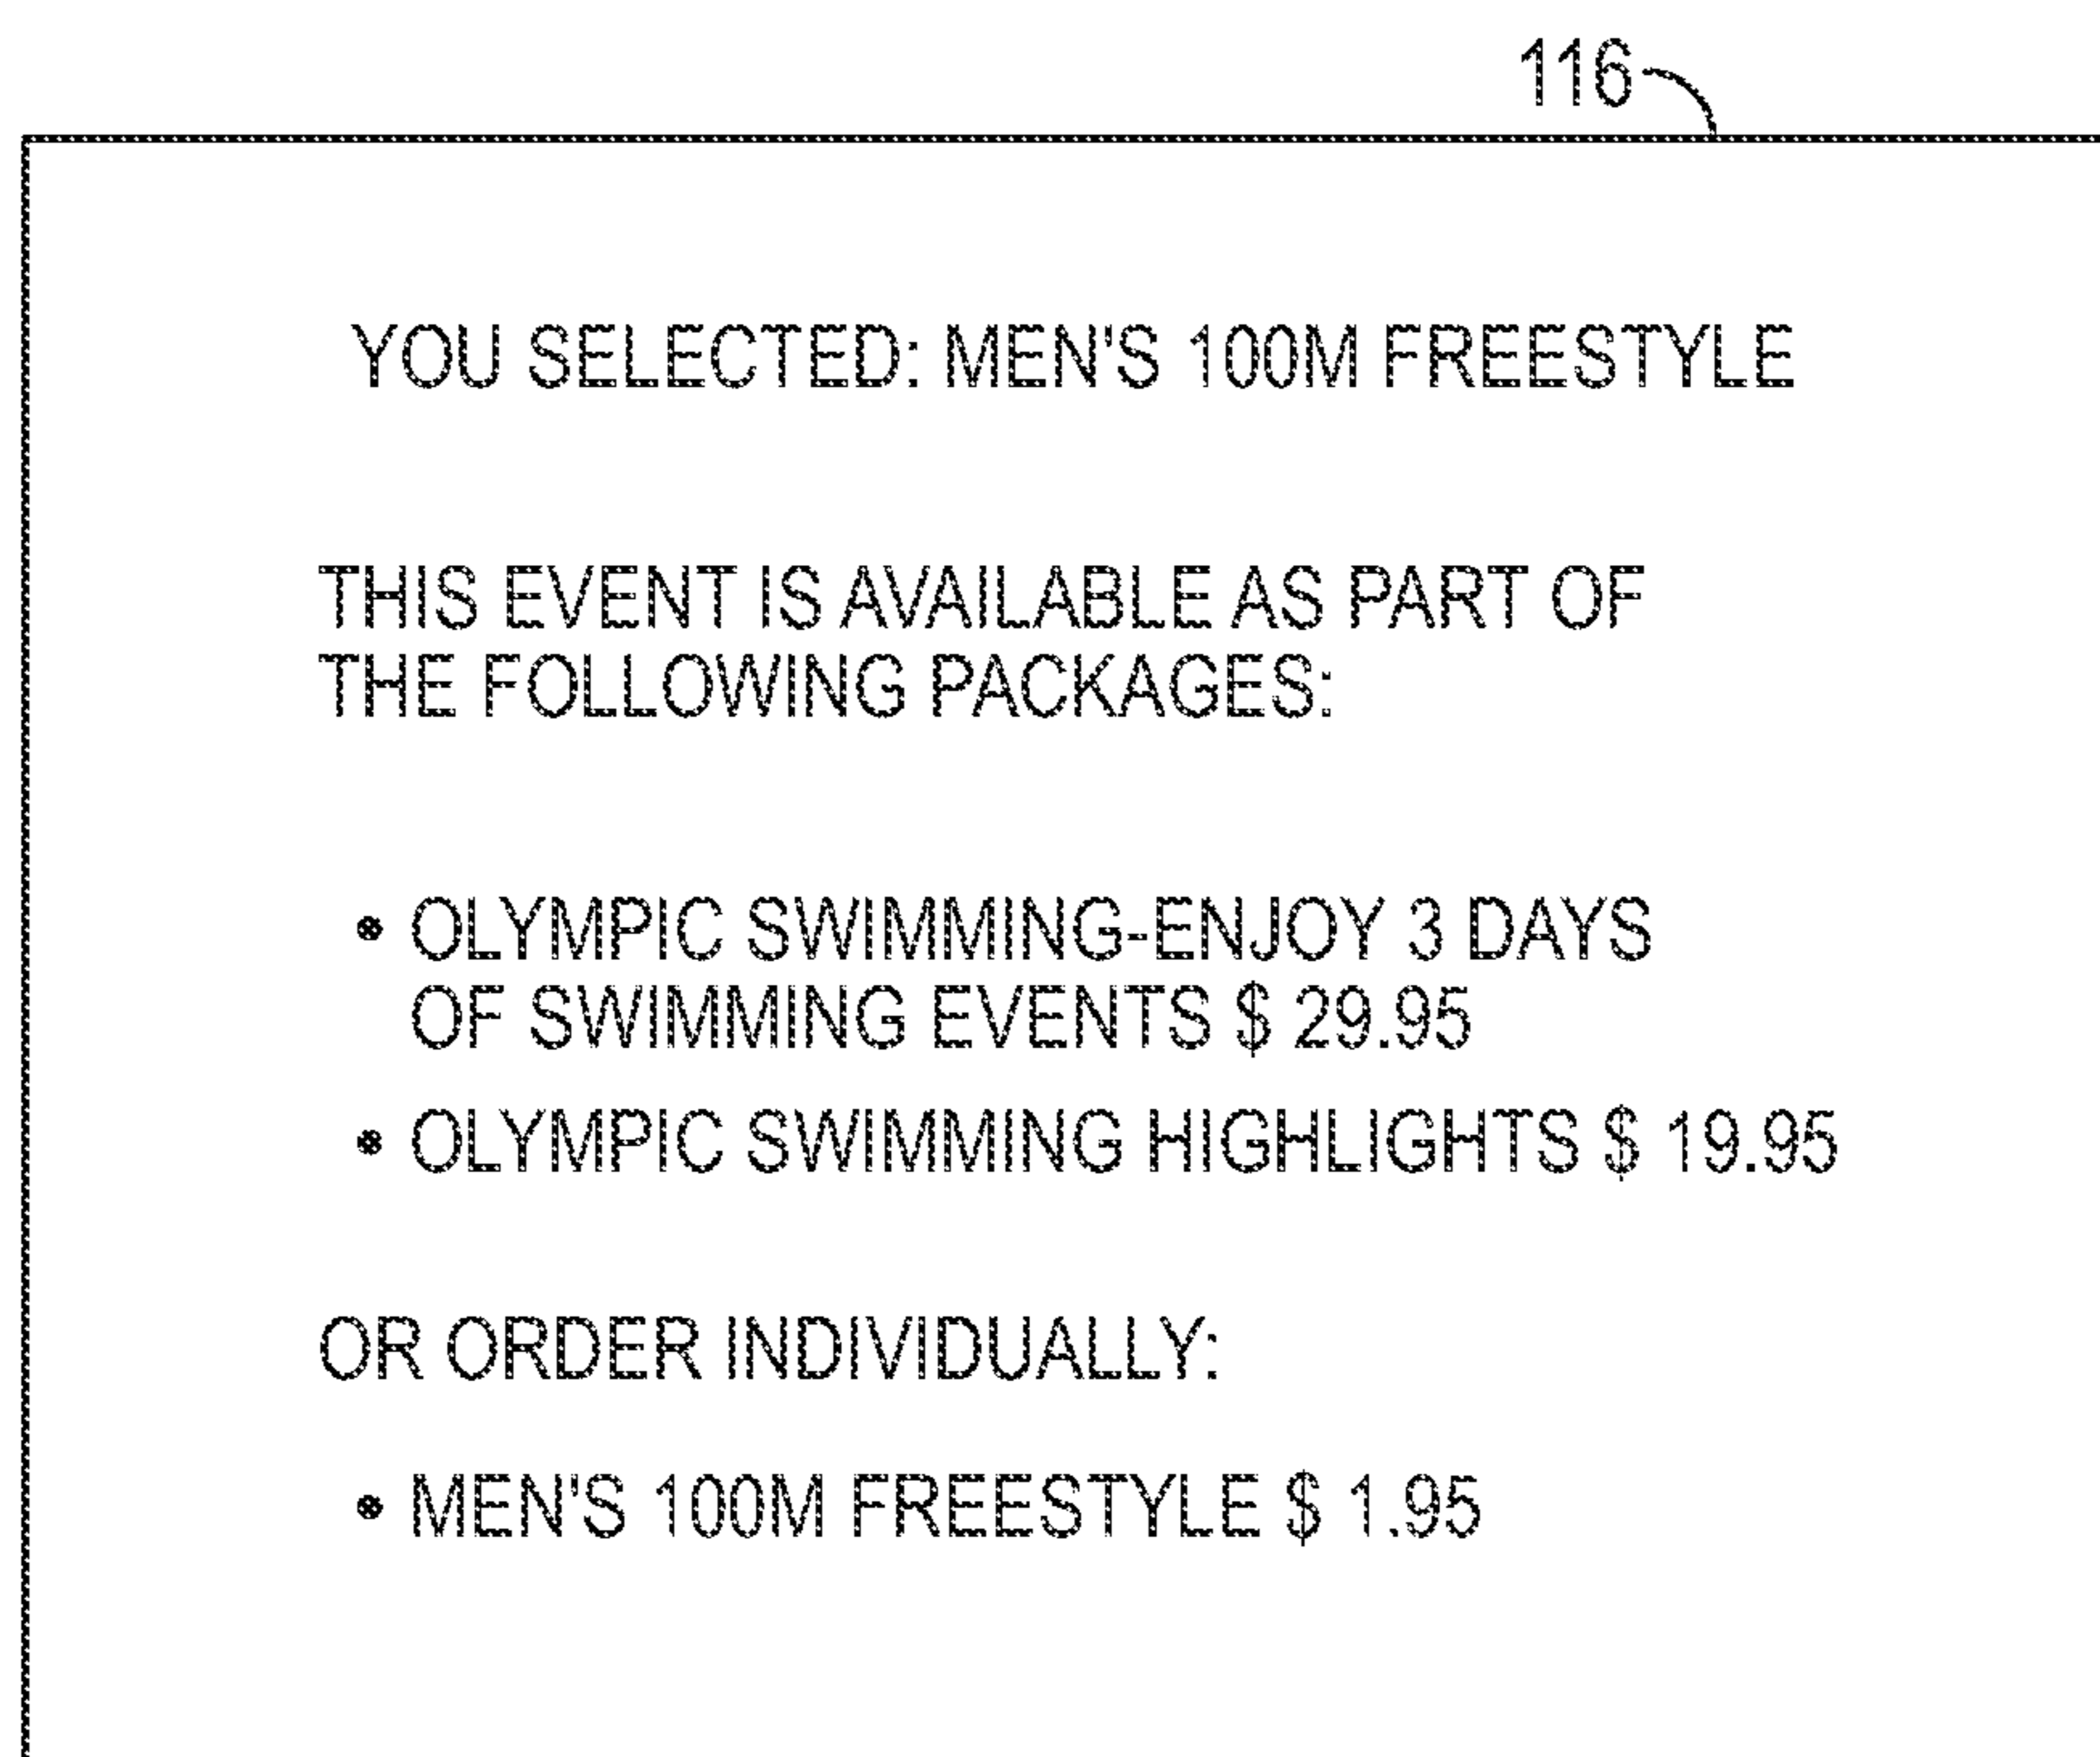 116
YOU SELECTED: MEN'S 100M FREESTYLE
THIS EVENT IS AVAILABLE AS PART OF
THE FOLLOWING PACKAGES:
• OLYMPIC SWIMMING-ENJOY 3 DAYS
OF SWIMMING EVENTS $ 29.95
• OLYMPIC SWIMMING HIGHLIGHTS $ 19.95
OR ORDER INDIVIDUALLY:
• MEN'S 100M FREESTYLE $ 1.95